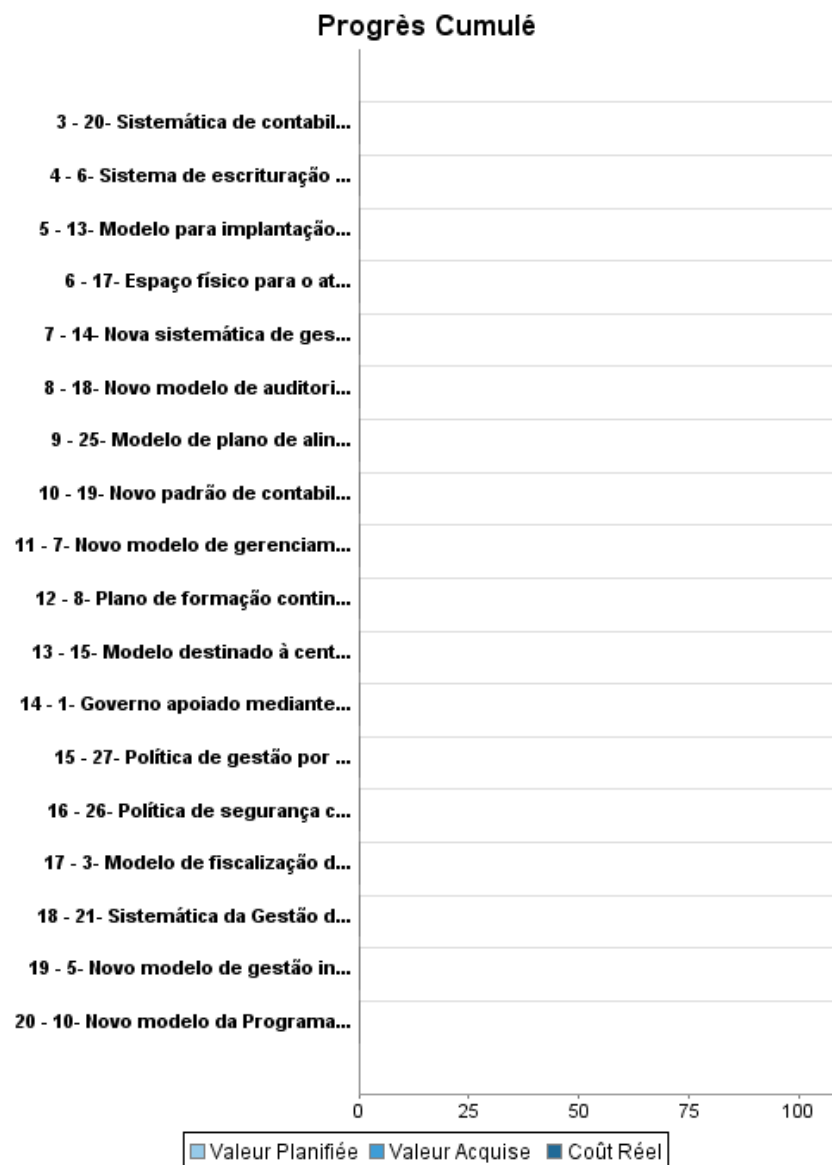 Progrès Cumulé
3 - 20- Sistemática de contabil...
4 - 6- Sistema de escrituração ...
5 - 13- Modelo para implantação...
6 - 17- Espaço físico para o at...
7 - 14- Nova sistemática de ges...
8 - 18- Novo modelo de auditori...
9 - 25- Modelo de plano de alin...
10 - 19- Novo padrão de contabil...
11 - 7- Novo modelo de gerenciam...
12 - 8- Plano de formação contin...
13 - 15- Modelo destinado à cent...
14 - 1- Governo apoiado mediante...
15 - 27- Política de gestão por ...
16 - 26- Política de segurança c...
17 - 3- Modelo de fiscalização d...
18 - 21- Sistemática da Gestão d...
19 - 5- Novo modelo de gestão in...
20 - 10- Novo modelo da Programa...
0 25 50 75 100
Valeur Planifiée Valeur Acquise Coût Réel